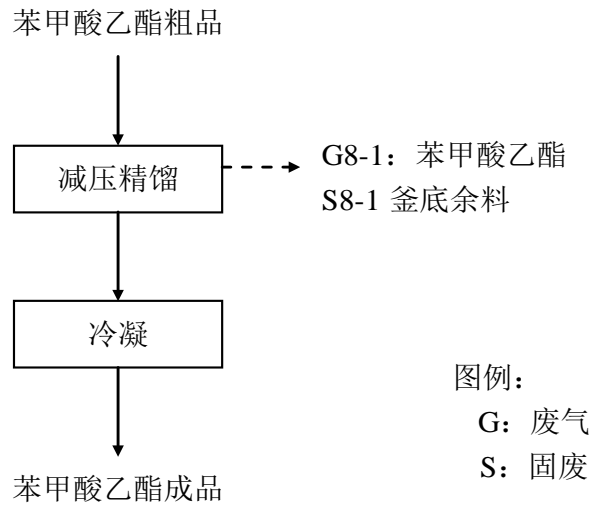 苯甲酸乙酯粗品
减压精馏
G8-1：苯甲酸乙酯
S8-1 釜底余料
冷凝
图例：
G：废气
S：固废
苯甲酸乙酯成品